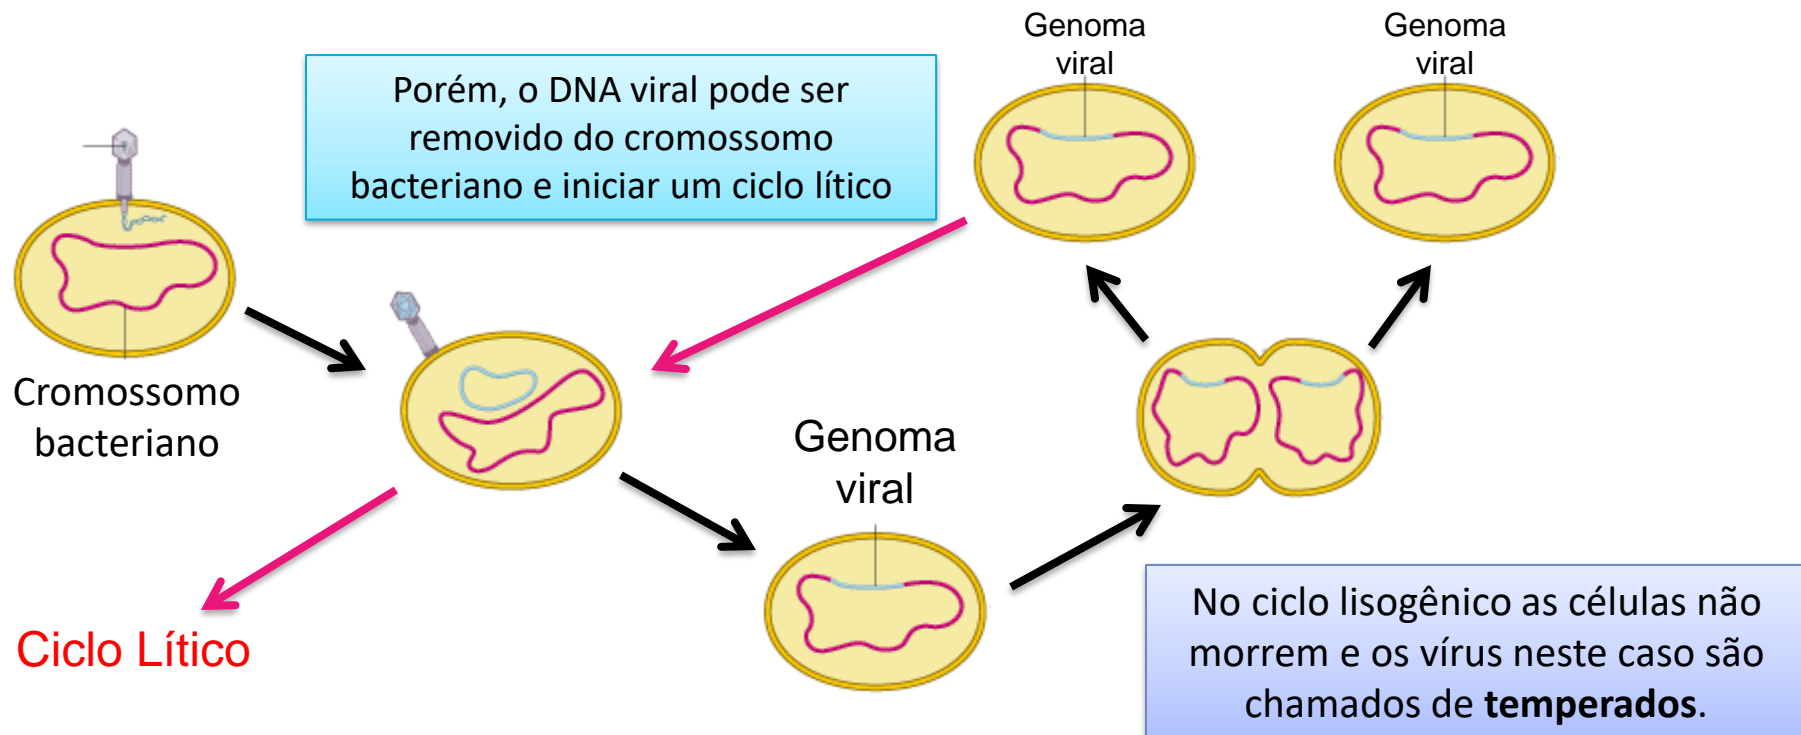 Genoma
viral
Genoma
viral
Porém, o DNA viral pode ser
removido do cromossomo
bacteriano e iniciar um ciclo lítico
Cromossomo
bacteriano
Genoma
viral
Ciclo Lítico
No ciclo lisogênico as células não
morrem e os vírus neste caso são
chamados de temperados.